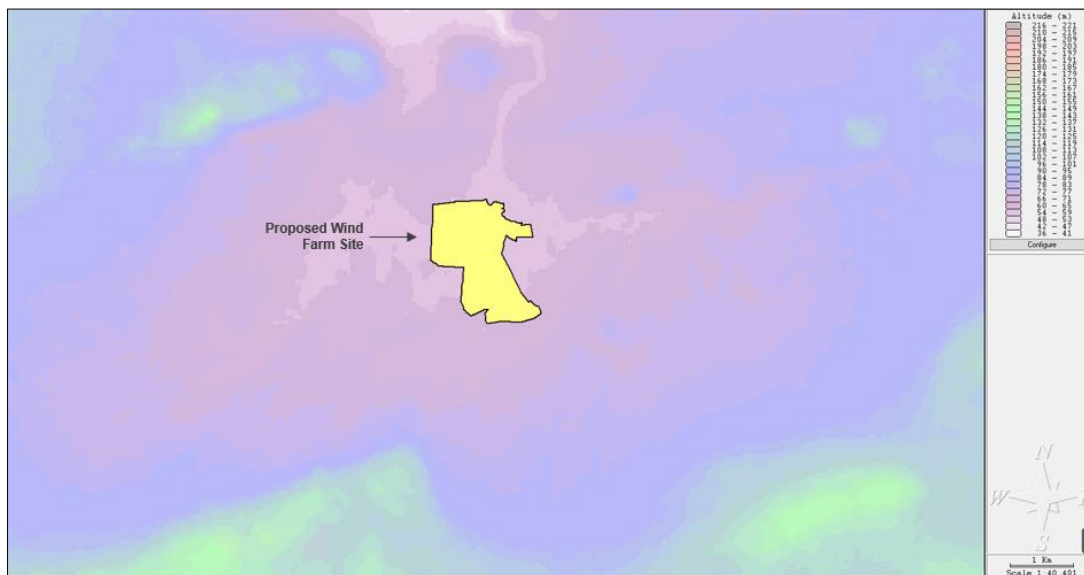 Proposed Wind
Farm Site
Altitude (m)
216 - 221
210 - 215
204 - 209
198 - 203
192 - 197
186 - 191
180 - 185
174 - 179
168 - 173
162 - 167
156 - 161
150 - 155
144 - 149
138 - 143
132 - 137
126 - 131
120 - 125
114 - 119
108 - 113
102 - 107
96 - 101
90 - 95
84 - 89
78 - 83
72 - 77
66 - 71
60 - 65
54 - 59
48 - 53
42 - 47
36 - 41
Configure
N
W
S
1 Km
Scale 1:40,401